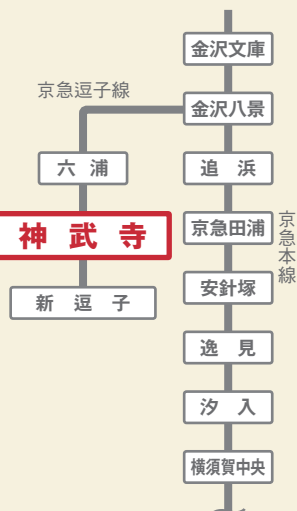 金沢文庫
京急逗子線
金沢八景
六浦
追浜
神武寺
京急田浦
京急本線
新逗子
安針塚
逸見
汐入
横須賀中央